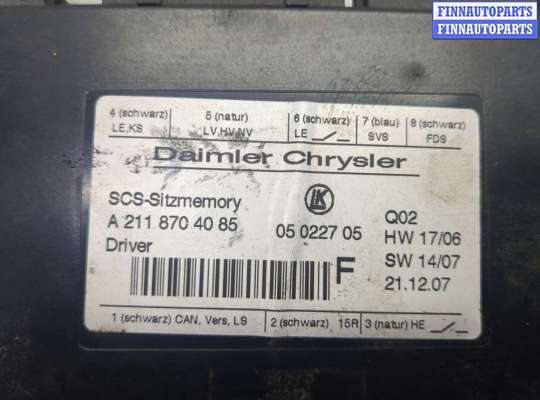 FINNAUTOPARTS
FINNAUTOPARTS
4 (schwarz) 5 (natur) 6 (schwarz) 7 (blau) 8 (schwarz)
LE,KS LV,HV,NV LE SVS FDS
Daimler Chrysler
SCS-Sitzmemory LK
A 211 870 40 85 05 0227 05 Q02
Driver HW 17/06
F SW 14/07
21.12.07
1 (schwarz) CAN, Vers, LS 2 (schwarz) 15R 3 (natur) HE